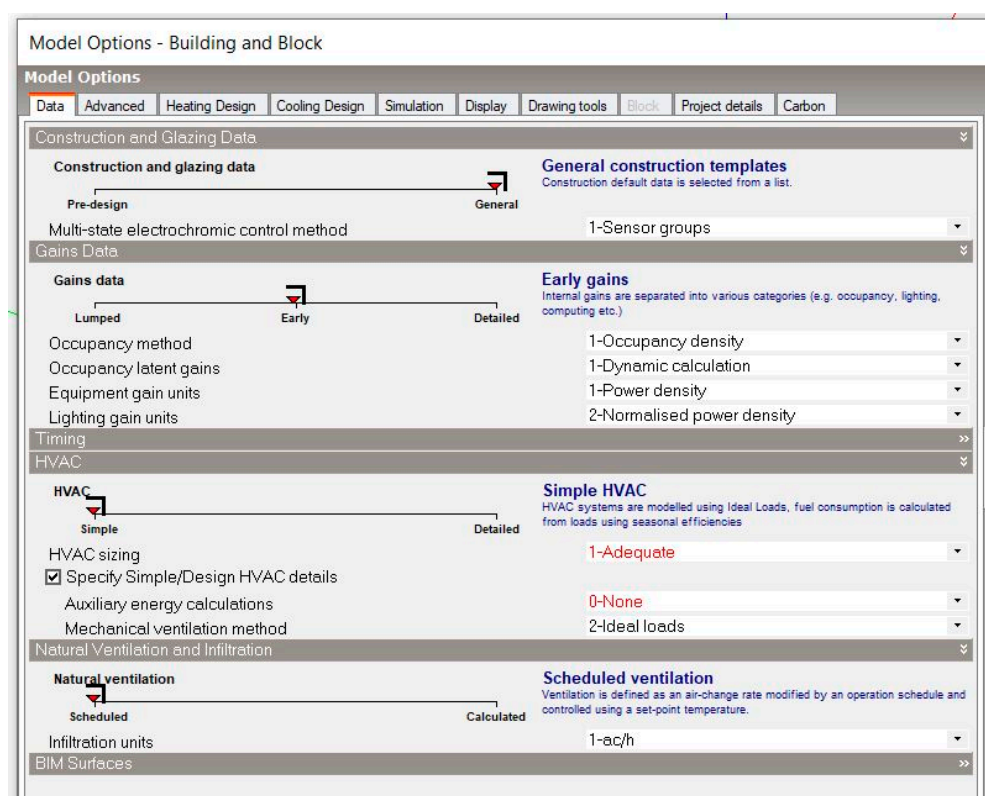 Model Options - Building and Block
Model Options
Data Advanced Heating Design Cooling Design Simulation Display Drawing tools Block Project details Carbon
Construction and Glazing Data
Construction and glazing data
Pre-design General
General construction templates
Construction default data is selected from a list.
Multi-state electrochromic control method 1-Sensor groups
Gains Data
Gains data
Lumped Early Detailed
Early gains
Internal gains are separated into various categories (e.g. occupancy, lighting,
computing etc.)
Occupancy method 1-Occupancy density
Occupancy latent gains 1-Dynamic calculation
Equipment gain units 1-Power density
Lighting gain units 2-Normalised power density
Timing
HVAC
HVAC
Simple Detailed
Simple HVAC
HVAC systems are modelled using Ideal Loads, fuel consumption is calculated
from loads using seasonal efficiencies
HVAC sizing 1-Adequate
Specify Simple/Design HVAC details
Auxiliary energy calculations 0-None
Mechanical ventilation method 2-Ideal loads
Natural Ventilation and Infiltration
Natural ventilation
Scheduled Calculated
Scheduled ventilation
Ventilation is defined as an air-change rate modified by an operation schedule and
controlled using a set-point temperature.
Infiltration units 1-ac/h
BIM Surfaces